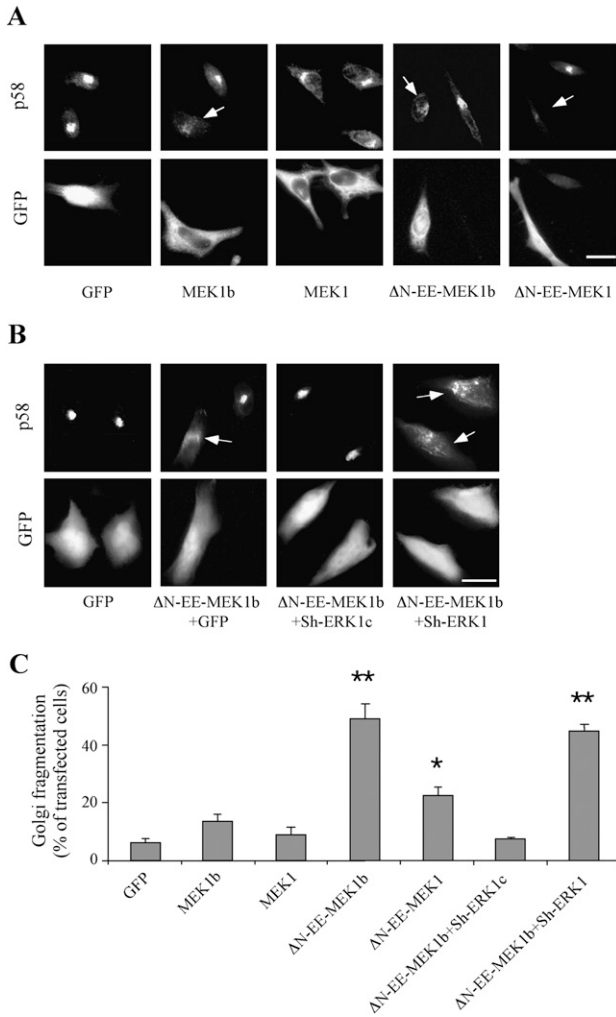 A
p58
GFP
GFP
MEK1b
MEK1
ΔN-EE-MEK1b
ΔN-EE-MEK1
B
p58
GFP
GFP
ΔN-EE-MEK1b
+GFP
ΔN-EE-MEK1b
+Sh-ERK1c
ΔN-EE-MEK1b
+Sh-ERK1
C
Golgi fragmentation
(% of transfected cells)
60
40
20
0
**
*
**
GFP
MEK1b
MEK1
ΔN-EE-MEK1b
ΔN-EE-MEK1
ΔN-EE-MEK1b+Sh-ERK1c
ΔN-EE-MEK1b+Sh-ERK1